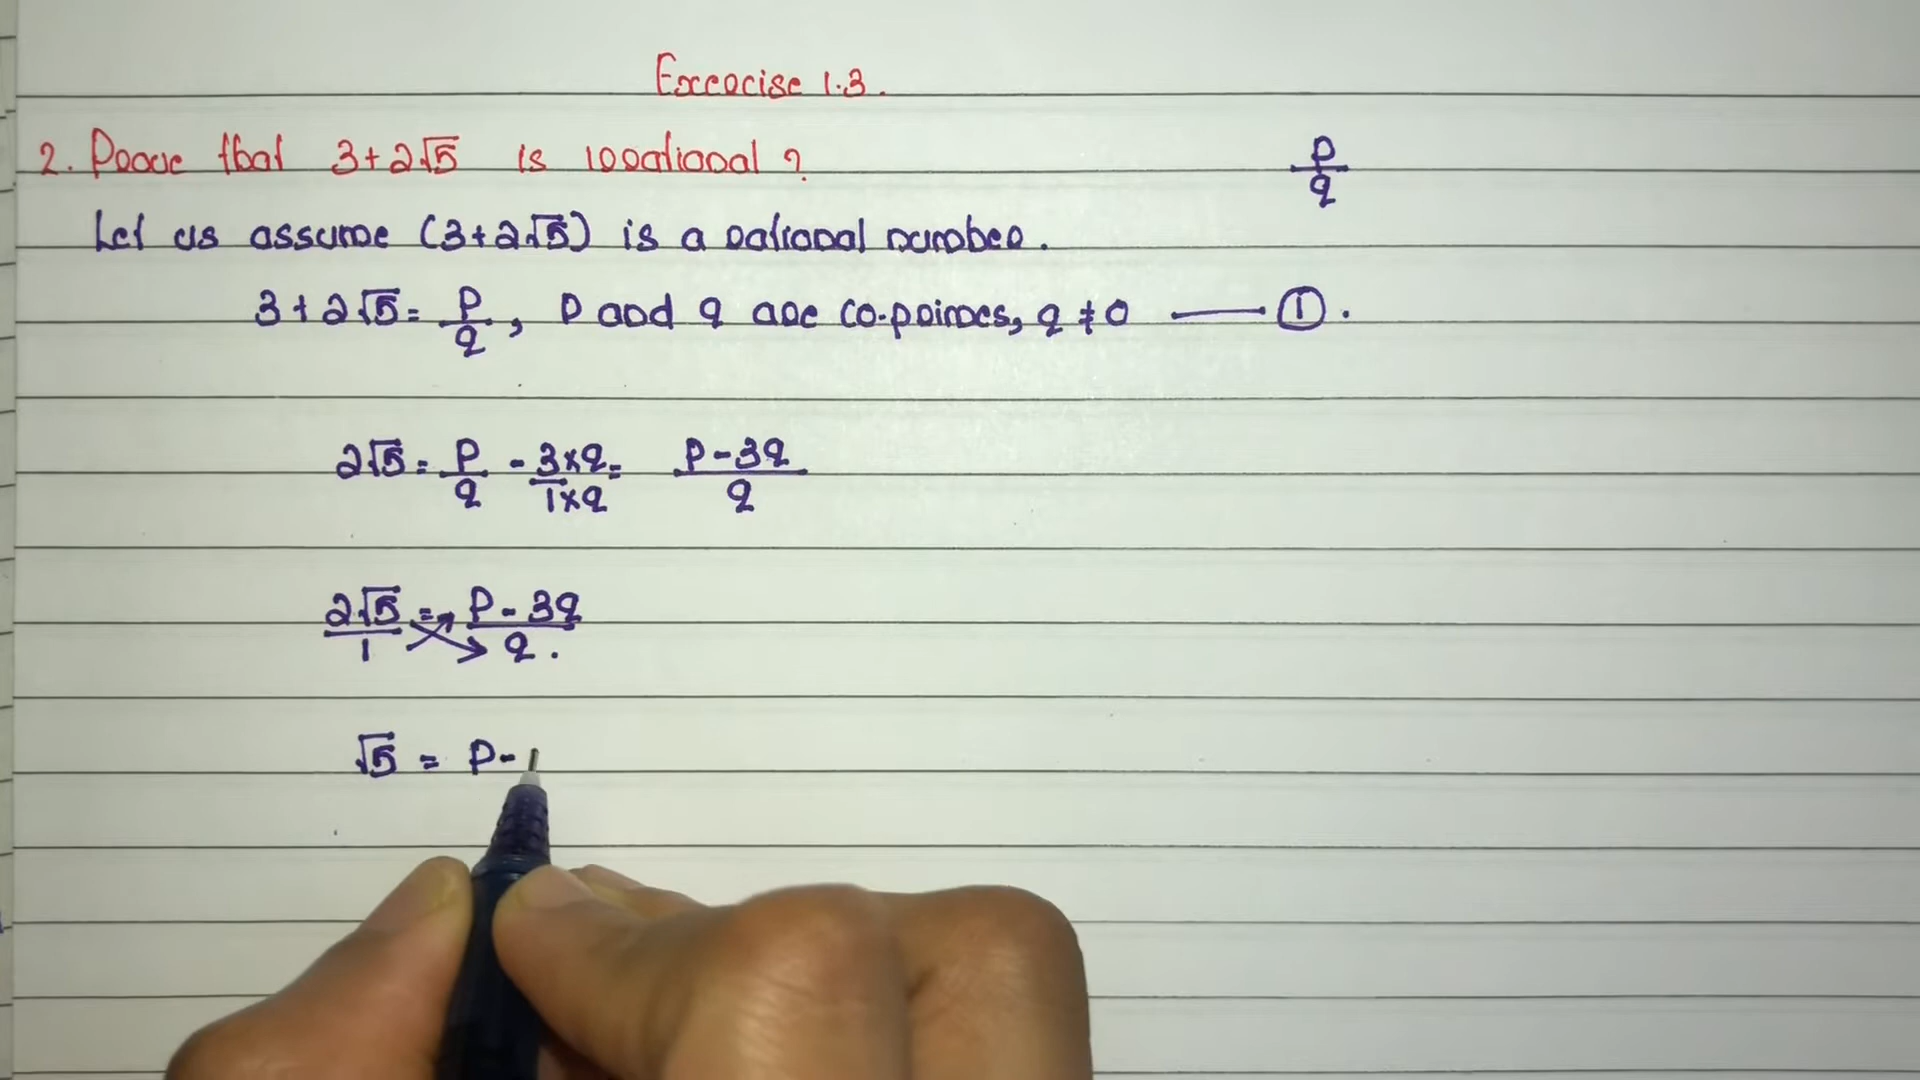 Exercise 1.3.
2. Prove that 3+2√5 is irrational ?
p/q
Let us assume (3+2√5) is a rational number.
3+2√5 = p/q, p and q are co-primes, q ≠ 0 —— ①.
2√5 = p/q - 3×q/1×q = p-3q/q
2√5/1 = p-3q/q.
√5 = p-